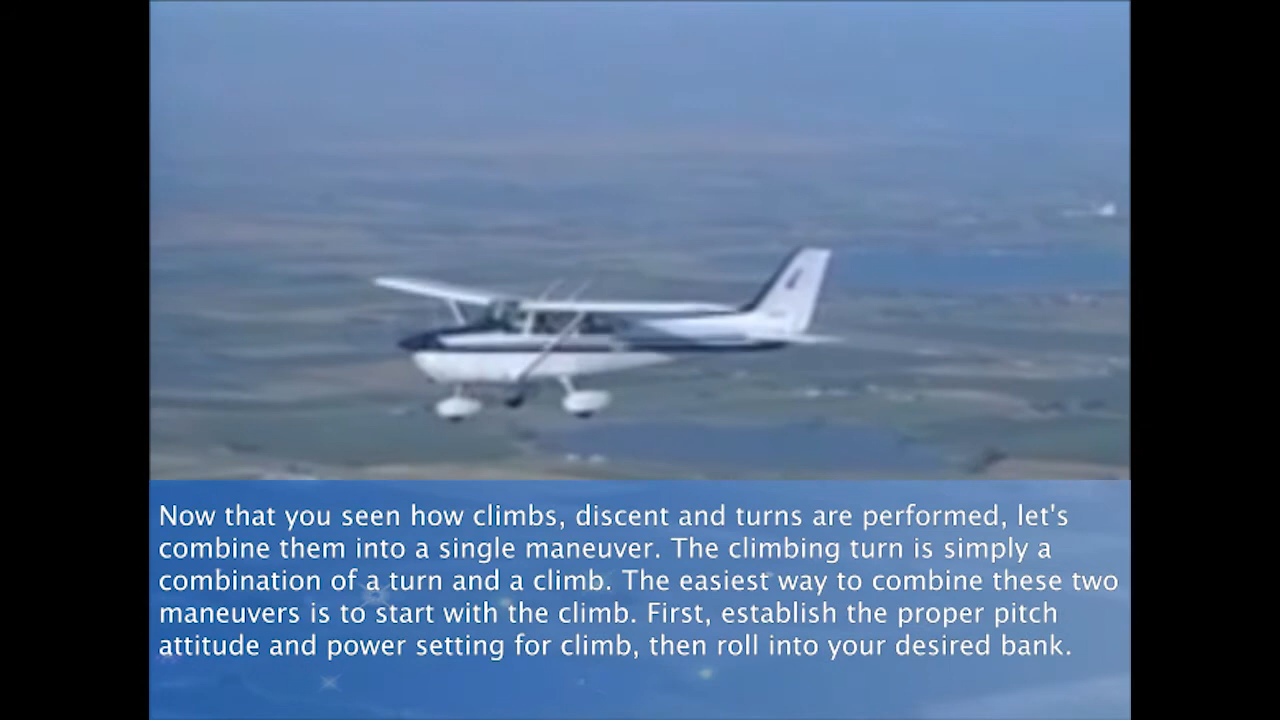 Now that you seen how climbs, discent and turns are performed, let's
combine them into a single maneuver. The climbing turn is simply a
combination of a turn and a climb. The easiest way to combine these two
maneuvers is to start with the climb. First, establish the proper pitch
attitude and power setting for climb, then roll into your desired bank.